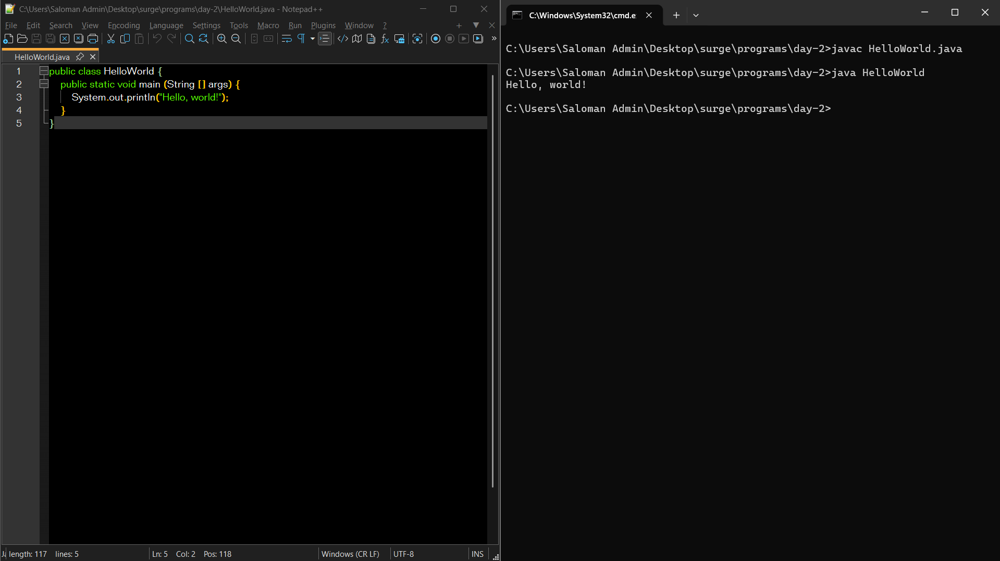 C:\Users\Saloman Admin\Desktop\surge\programs\day-2\HelloWorld.java - Notepad++
File Edit Search View Encoding Language Settings Tools Macro Run Plugins Window ?
HelloWorld.java
1 public class HelloWorld {
2 public static void main (String [] args) {
3 System.out.println("Hello, world!");
4 }
5 }
length: 117 lines: 5 Ln: 5 Col: 2 Pos: 118 Windows (CR LF) UTF-8 INS
C:\Windows\System32\cmd.e
C:\Users\Saloman Admin\Desktop\surge\programs\day-2>javac HelloWorld.java
C:\Users\Saloman Admin\Desktop\surge\programs\day-2>java HelloWorld
Hello, world!
C:\Users\Saloman Admin\Desktop\surge\programs\day-2>